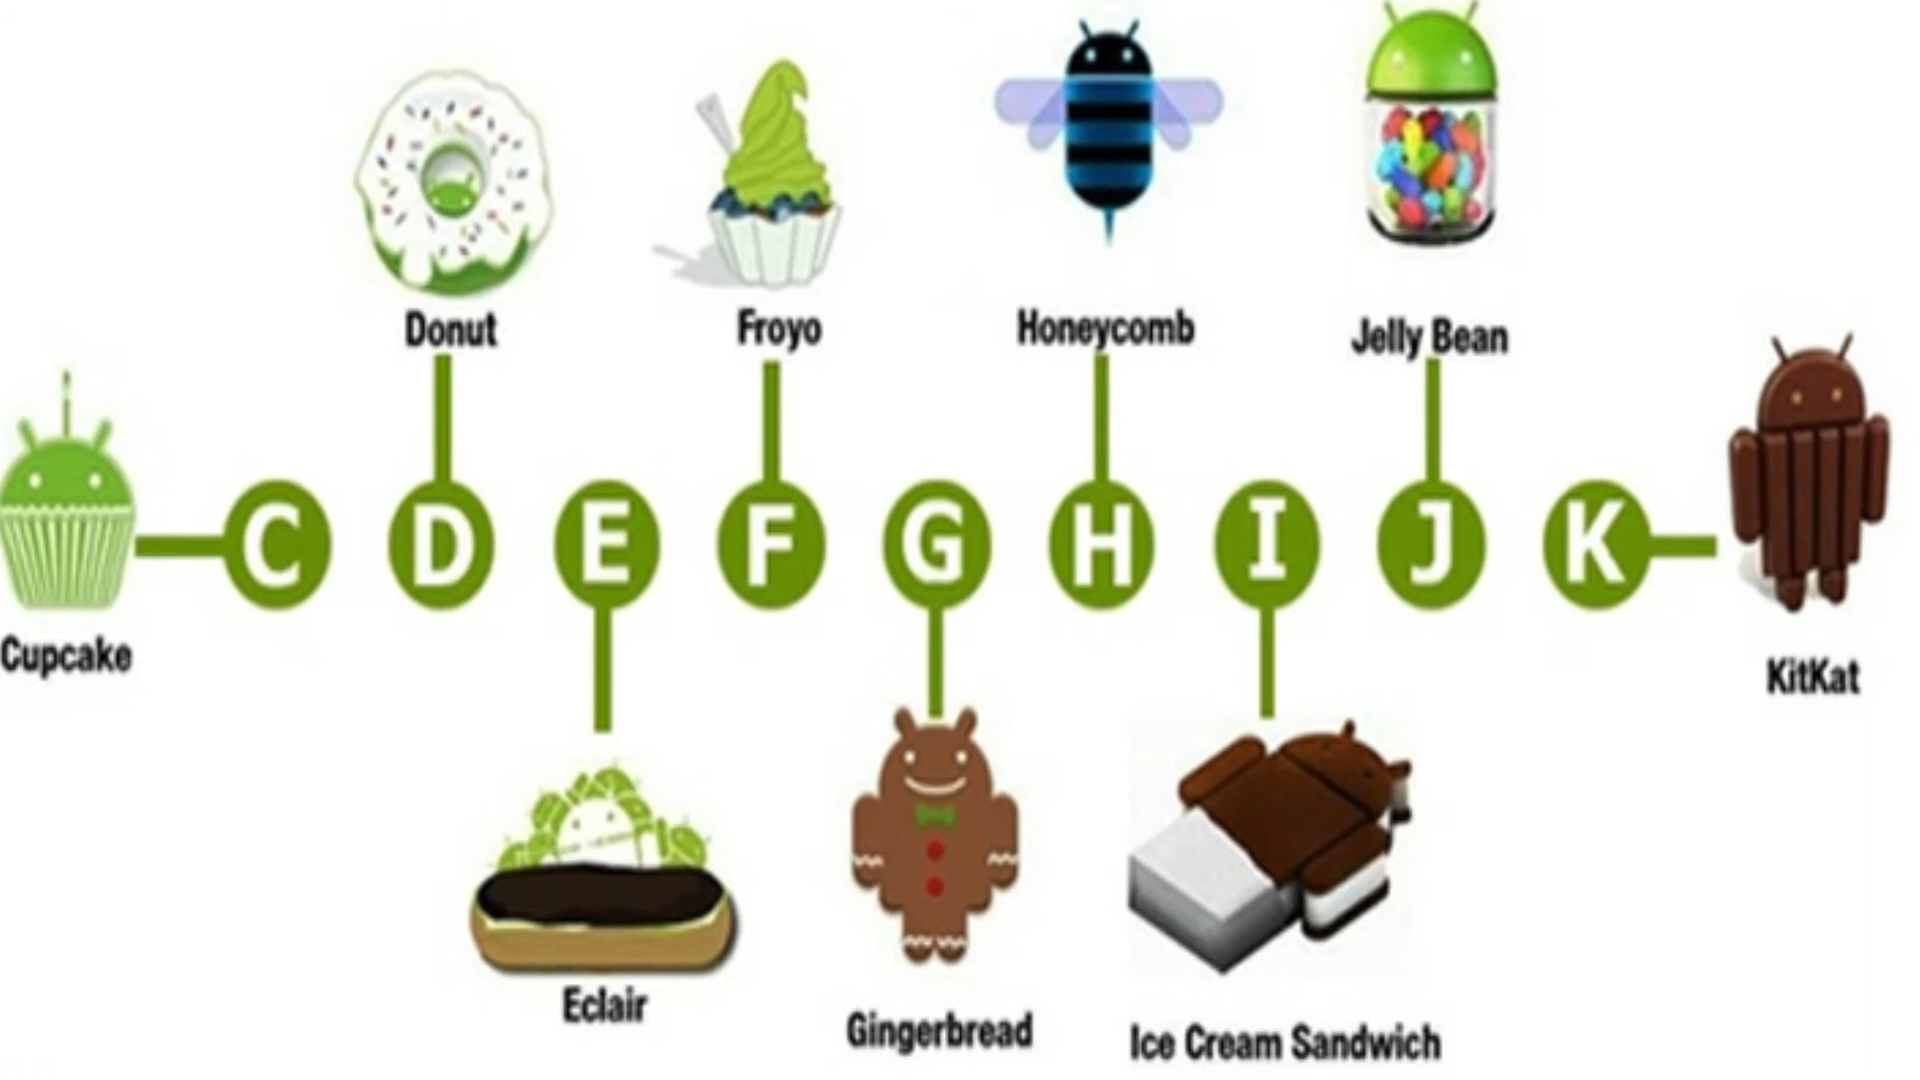 Donut
Froyo
Honeycomb
Jelly Bean
C
D
E
F
G
H
I
J
K
Cupcake
KitKat
Eclair
Gingerbread
Ice Cream Sandwich